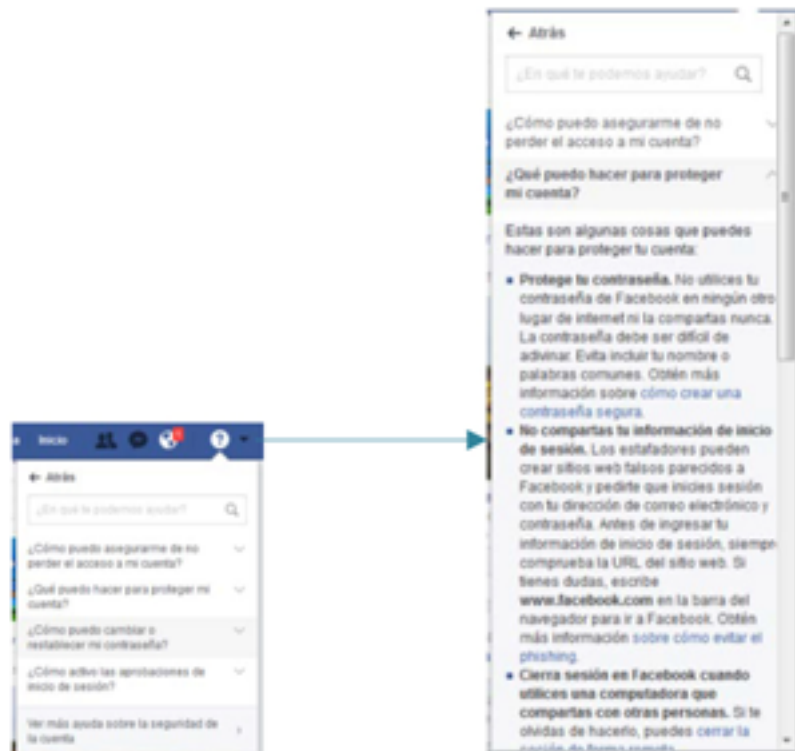 Inicio
← Atrás
¿En qué te podemos ayudar?
¿Cómo puedo asegurarme de no
perder el acceso a mi cuenta?
¿Qué puedo hacer para proteger mi
cuenta?
¿Cómo puedo cambiar o
restablecer mi contraseña?
¿Cómo activo las aprobaciones de
inicio de sesión?
Ver más ayuda sobre la seguridad de
la cuenta
← Atrás
¿En qué te podemos ayudar?
¿Cómo puedo asegurarme de no
perder el acceso a mi cuenta?
¿Qué puedo hacer para proteger
mi cuenta?
Estas son algunas cosas que puedes
hacer para proteger tu cuenta:
Protege tu contraseña. No utilices tu
contraseña de Facebook en ningún otro
lugar de internet ni la compartas nunca.
La contraseña debe ser difícil de
adivinar. Evita incluir tu nombre o
palabras comunes. Obtén más
información sobre cómo crear una
contraseña segura.
No compartas tu información de inicio
de sesión. Los estafadores pueden
crear sitios web falsos parecidos a
Facebook y pedirte que inicies sesión
con tu dirección de correo electrónico y
contraseña. Antes de ingresar tu
información de inicio de sesión, siempr
comprueba la URL del sitio web. Si
tienes dudas, escribe
www.facebook.com en la barra del
navegador para ir a Facebook. Obtén
más información sobre cómo evitar el
phishing.
Cierra sesión en Facebook cuando
utilices una computadora que
compartas con otras personas. Si te
olvidas de hacerlo, puedes cerrar la
sesión de forma remota